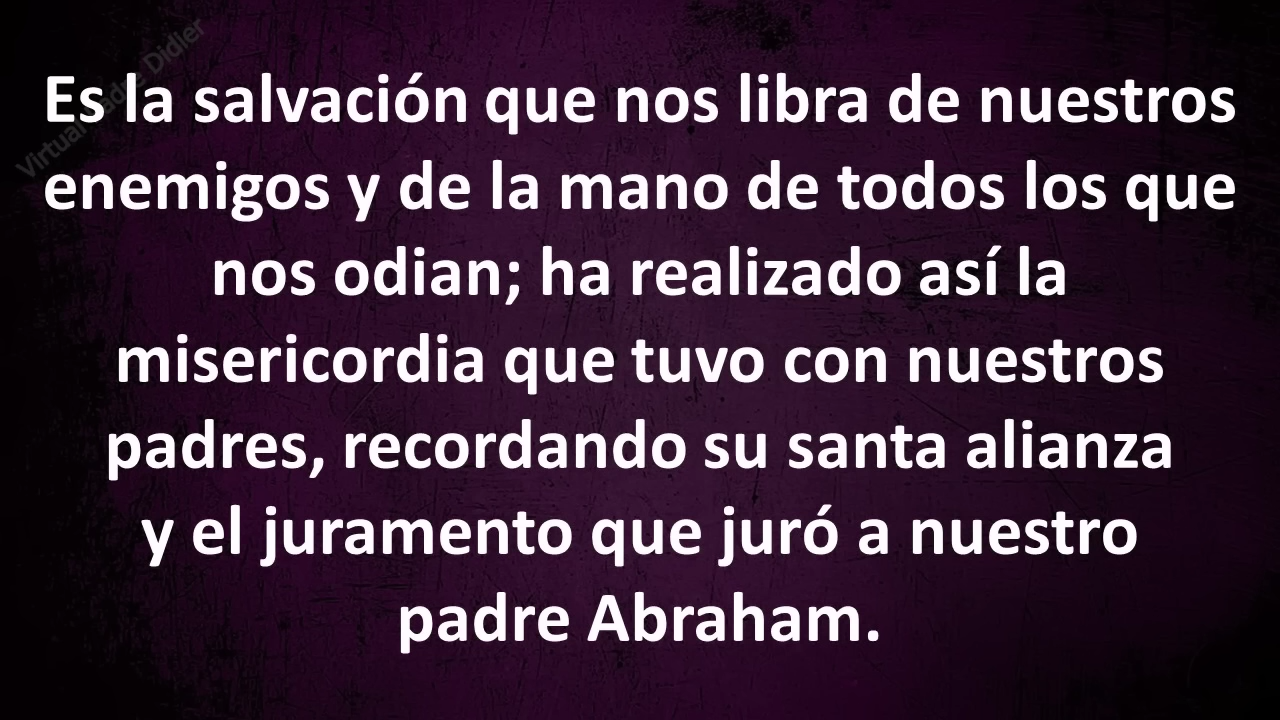 Es la salvación que nos libra de nuestros
enemigos y de la mano de todos los que
nos odian; ha realizado así la
misericordia que tuvo con nuestros
padres, recordando su santa alianza
y el juramento que juró a nuestro
padre Abraham.
Didier